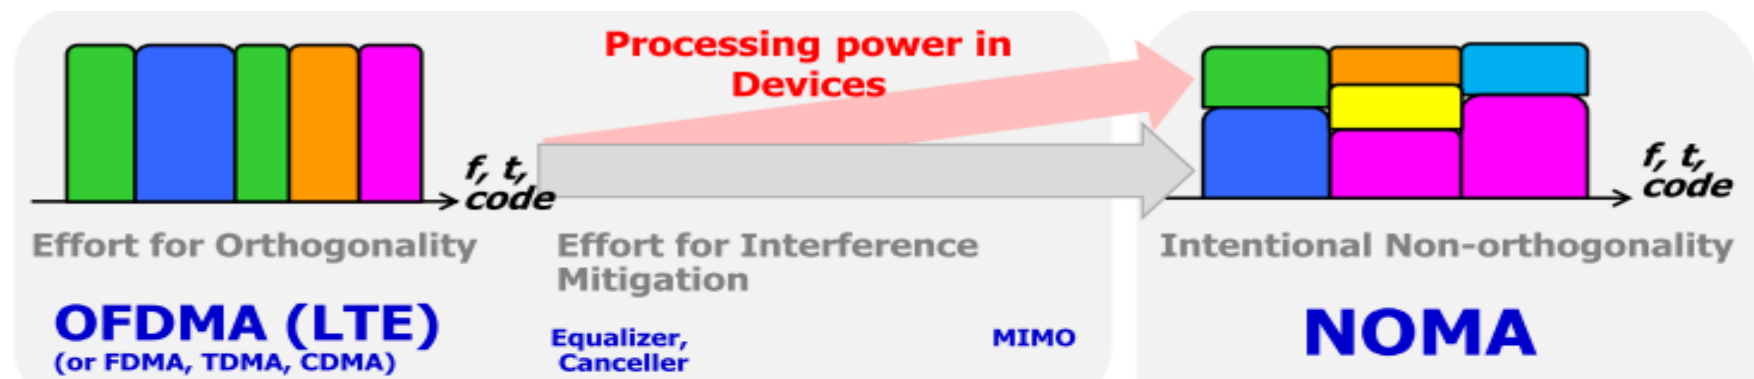 Processing power in
Devices
f, t,
code
f, t,
code
Effort for Orthogonality
Effort for Interference
Mitigation
Intentional Non-orthogonality
OFDMA (LTE)
(or FDMA, TDMA, CDMA)
Equalizer,
Canceller
MIMO
NOMA